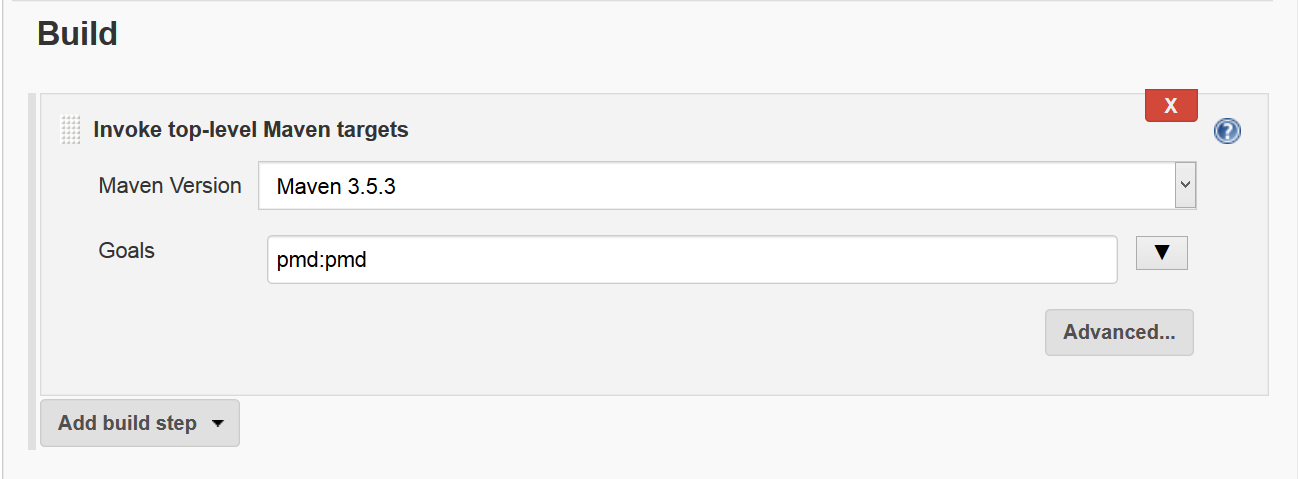 Build
X
Invoke top-level Maven targets
?
Maven Version Maven 3.5.3
Goals pmd:pmd
Advanced...
Add build step